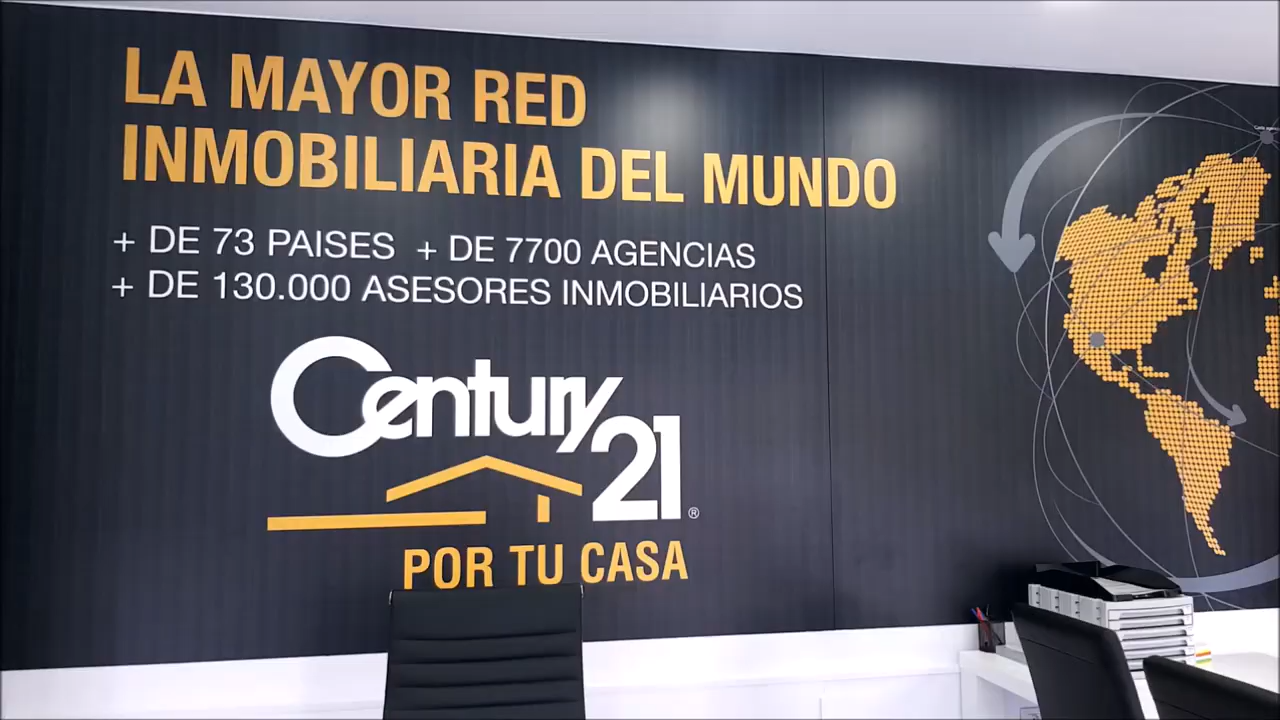 LA MAYOR RED
INMOBILIARIA DEL MUNDO
+ DE 73 PAISES + DE 7700 AGENCIAS
+ DE 130.000 ASESORES INMOBILIARIOS
Century
21®
POR TU CASA